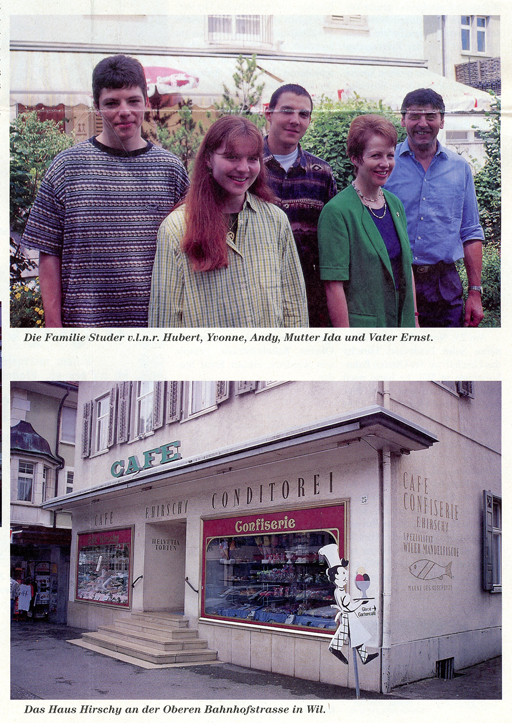 Die Familie Studer v.l.n.r. Hubert, Yvonne, Andy, Mutter Ida und Vater Ernst.
CAFE
CAFE E.HIRSCHY CONDITOREI
Confiserie
CAFE
CONFISERIE
E.HIRSCHY
SPEZIALITÄT
WILER MANDELFISCHE
Das Haus Hirschy an der Oberen Bahnhofstrasse in Wil.